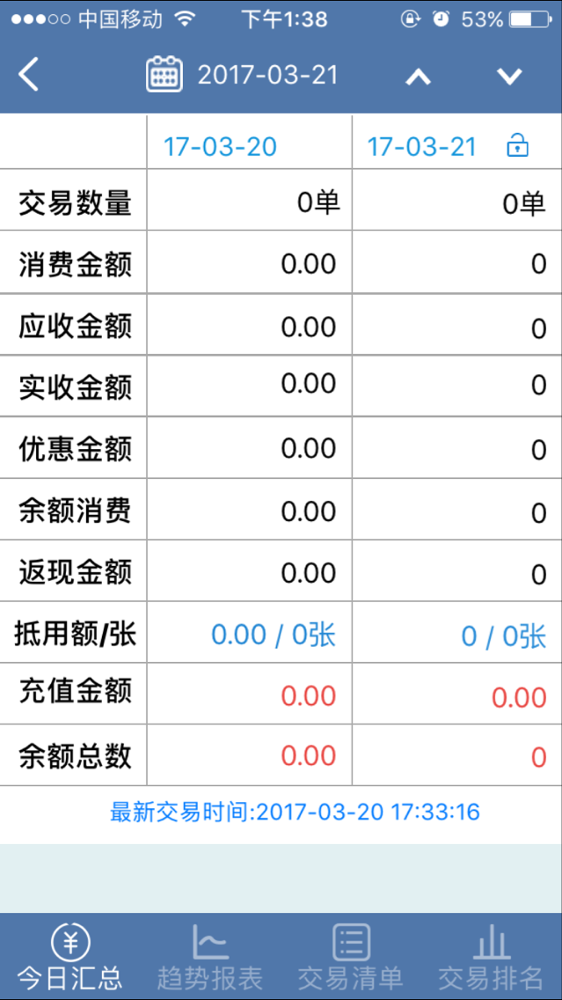 中国移动 下午1:38 53%
2017-03-21
17-03-20 17-03-21
交易数量 0单 0单
消费金额 0.00 0
应收金额 0.00 0
实收金额 0.00 0
优惠金额 0.00 0
余额消费 0.00 0
返现金额 0.00 0
抵用额/张 0.00 / 0张 0 / 0张
充值金额 0.00 0.00
余额总数 0.00 0
最新交易时间:2017-03-20 17:33:16
今日汇总 趋势报表 交易清单 交易排名